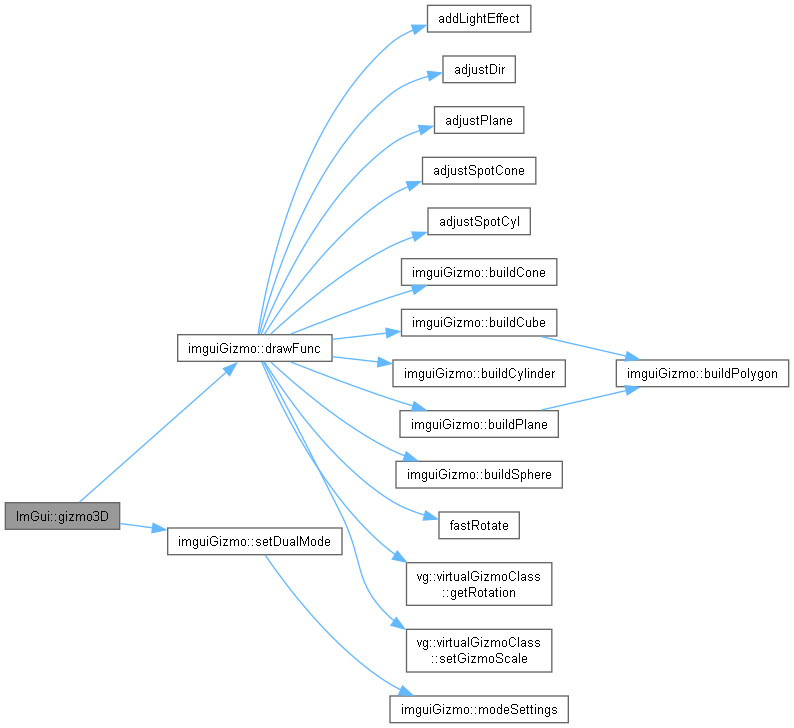 addLightEffect
adjustDir
adjustPlane
adjustSpotCone
adjustSpotCyl
imguiGizmo::buildCone
imguiGizmo::buildCube
imguiGizmo::drawFunc
imguiGizmo::buildCylinder
imguiGizmo::buildPolygon
imguiGizmo::buildPlane
imguiGizmo::buildSphere
ImGui::gizmo3D
fastRotate
imguiGizmo::setDualMode
vg::virtualGizmoClass
::getRotation
vg::virtualGizmoClass
::setGizmoScale
imguiGizmo::modeSettings